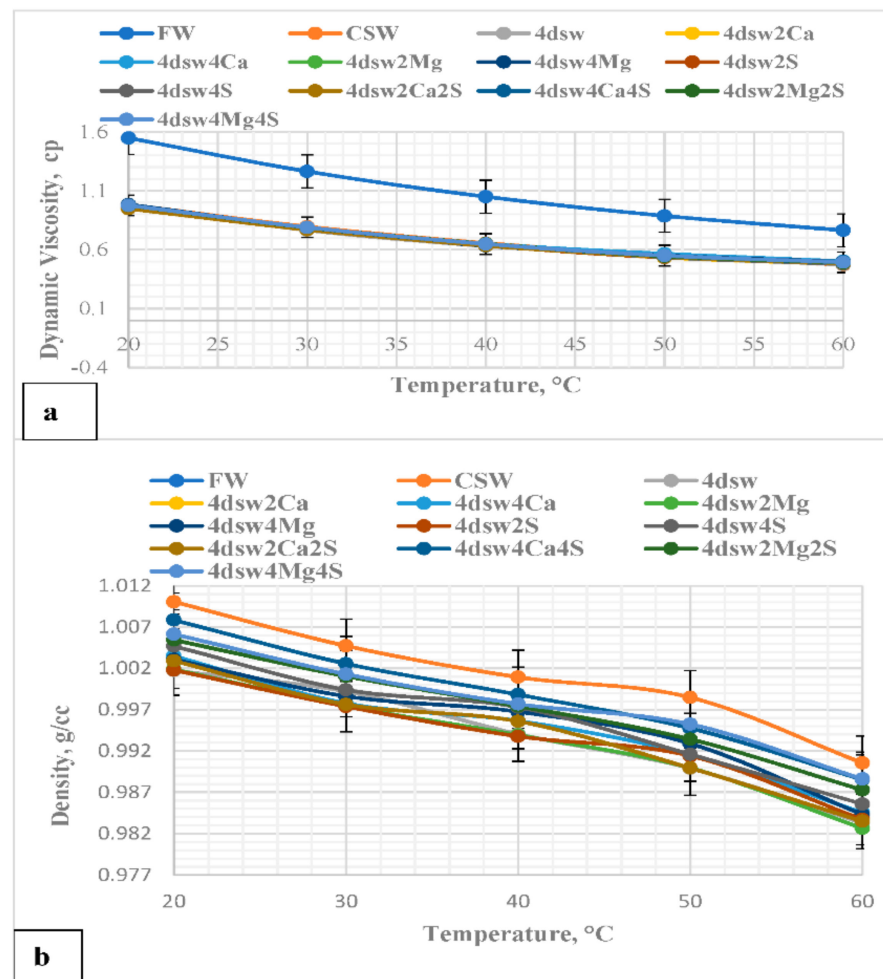 FW CSW 4dsw 4dsw2Ca
4dsw4Ca 4dsw2Mg 4dsw4Mg 4dsw2S
4dsw4S 4dsw2Ca2S 4dsw4Ca4S 4dsw2Mg2S
4dsw4Mg4S
Dynamic Viscosity, cp
1.6
1.1
0.6
0.1
-0.4
20 25 30 35 40 45 50 55 60
Temperature, °C
a
FW CSW 4dsw
4dsw2Ca 4dsw4Ca 4dsw2Mg
4dsw4Mg 4dsw2S 4dsw4S
4dsw2Ca2S 4dsw4Ca4S 4dsw2Mg2S
4dsw4Mg4S
Density, g/cc
1.012
1.007
1.002
0.997
0.992
0.987
0.982
0.977
20 30 40 50 60
Temperature, °C
b